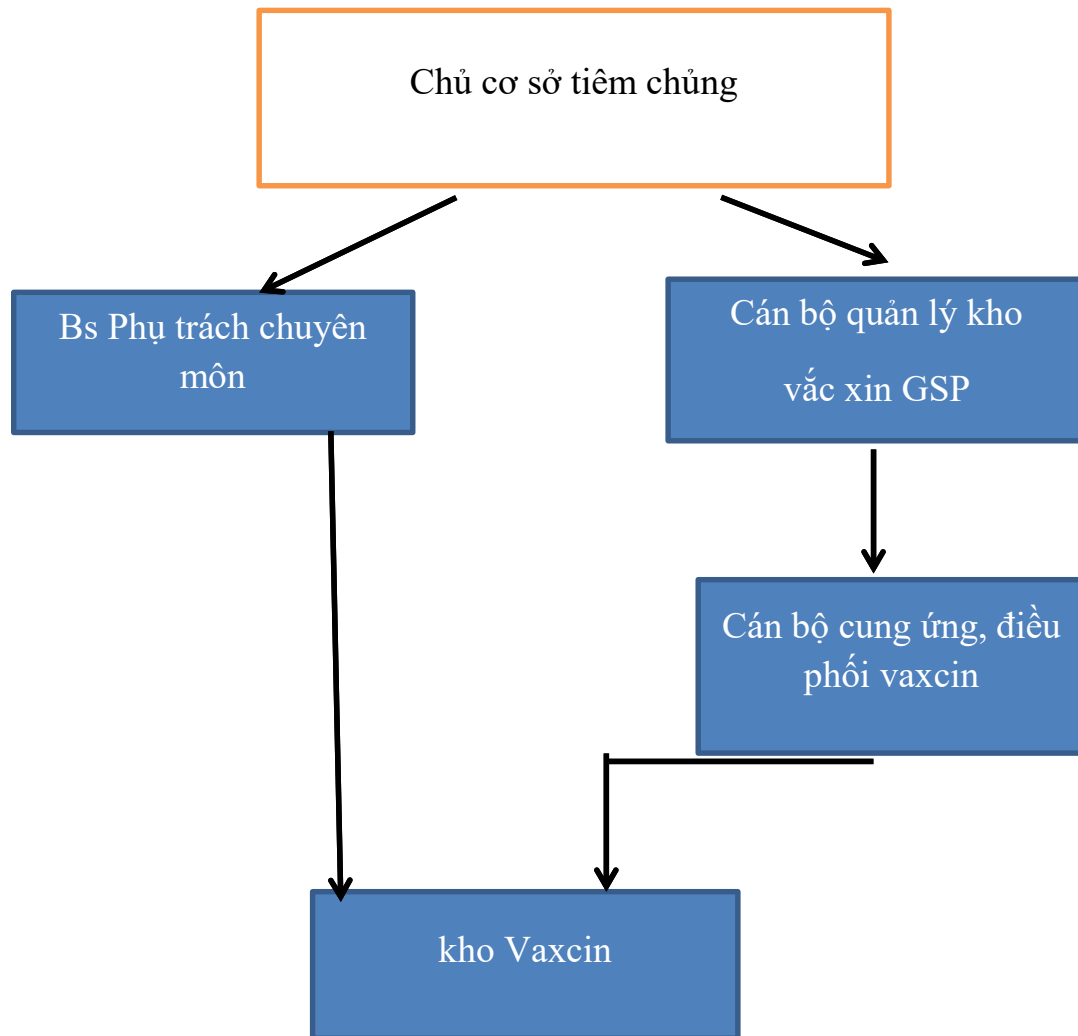 Chủ cơ sở tiêm chủng
Bs Phụ trách chuyên
môn
Cán bộ quản lý kho
vắc xin GSP
Cán bộ cung ứng, điều
phối vaxcin
kho Vaxcin